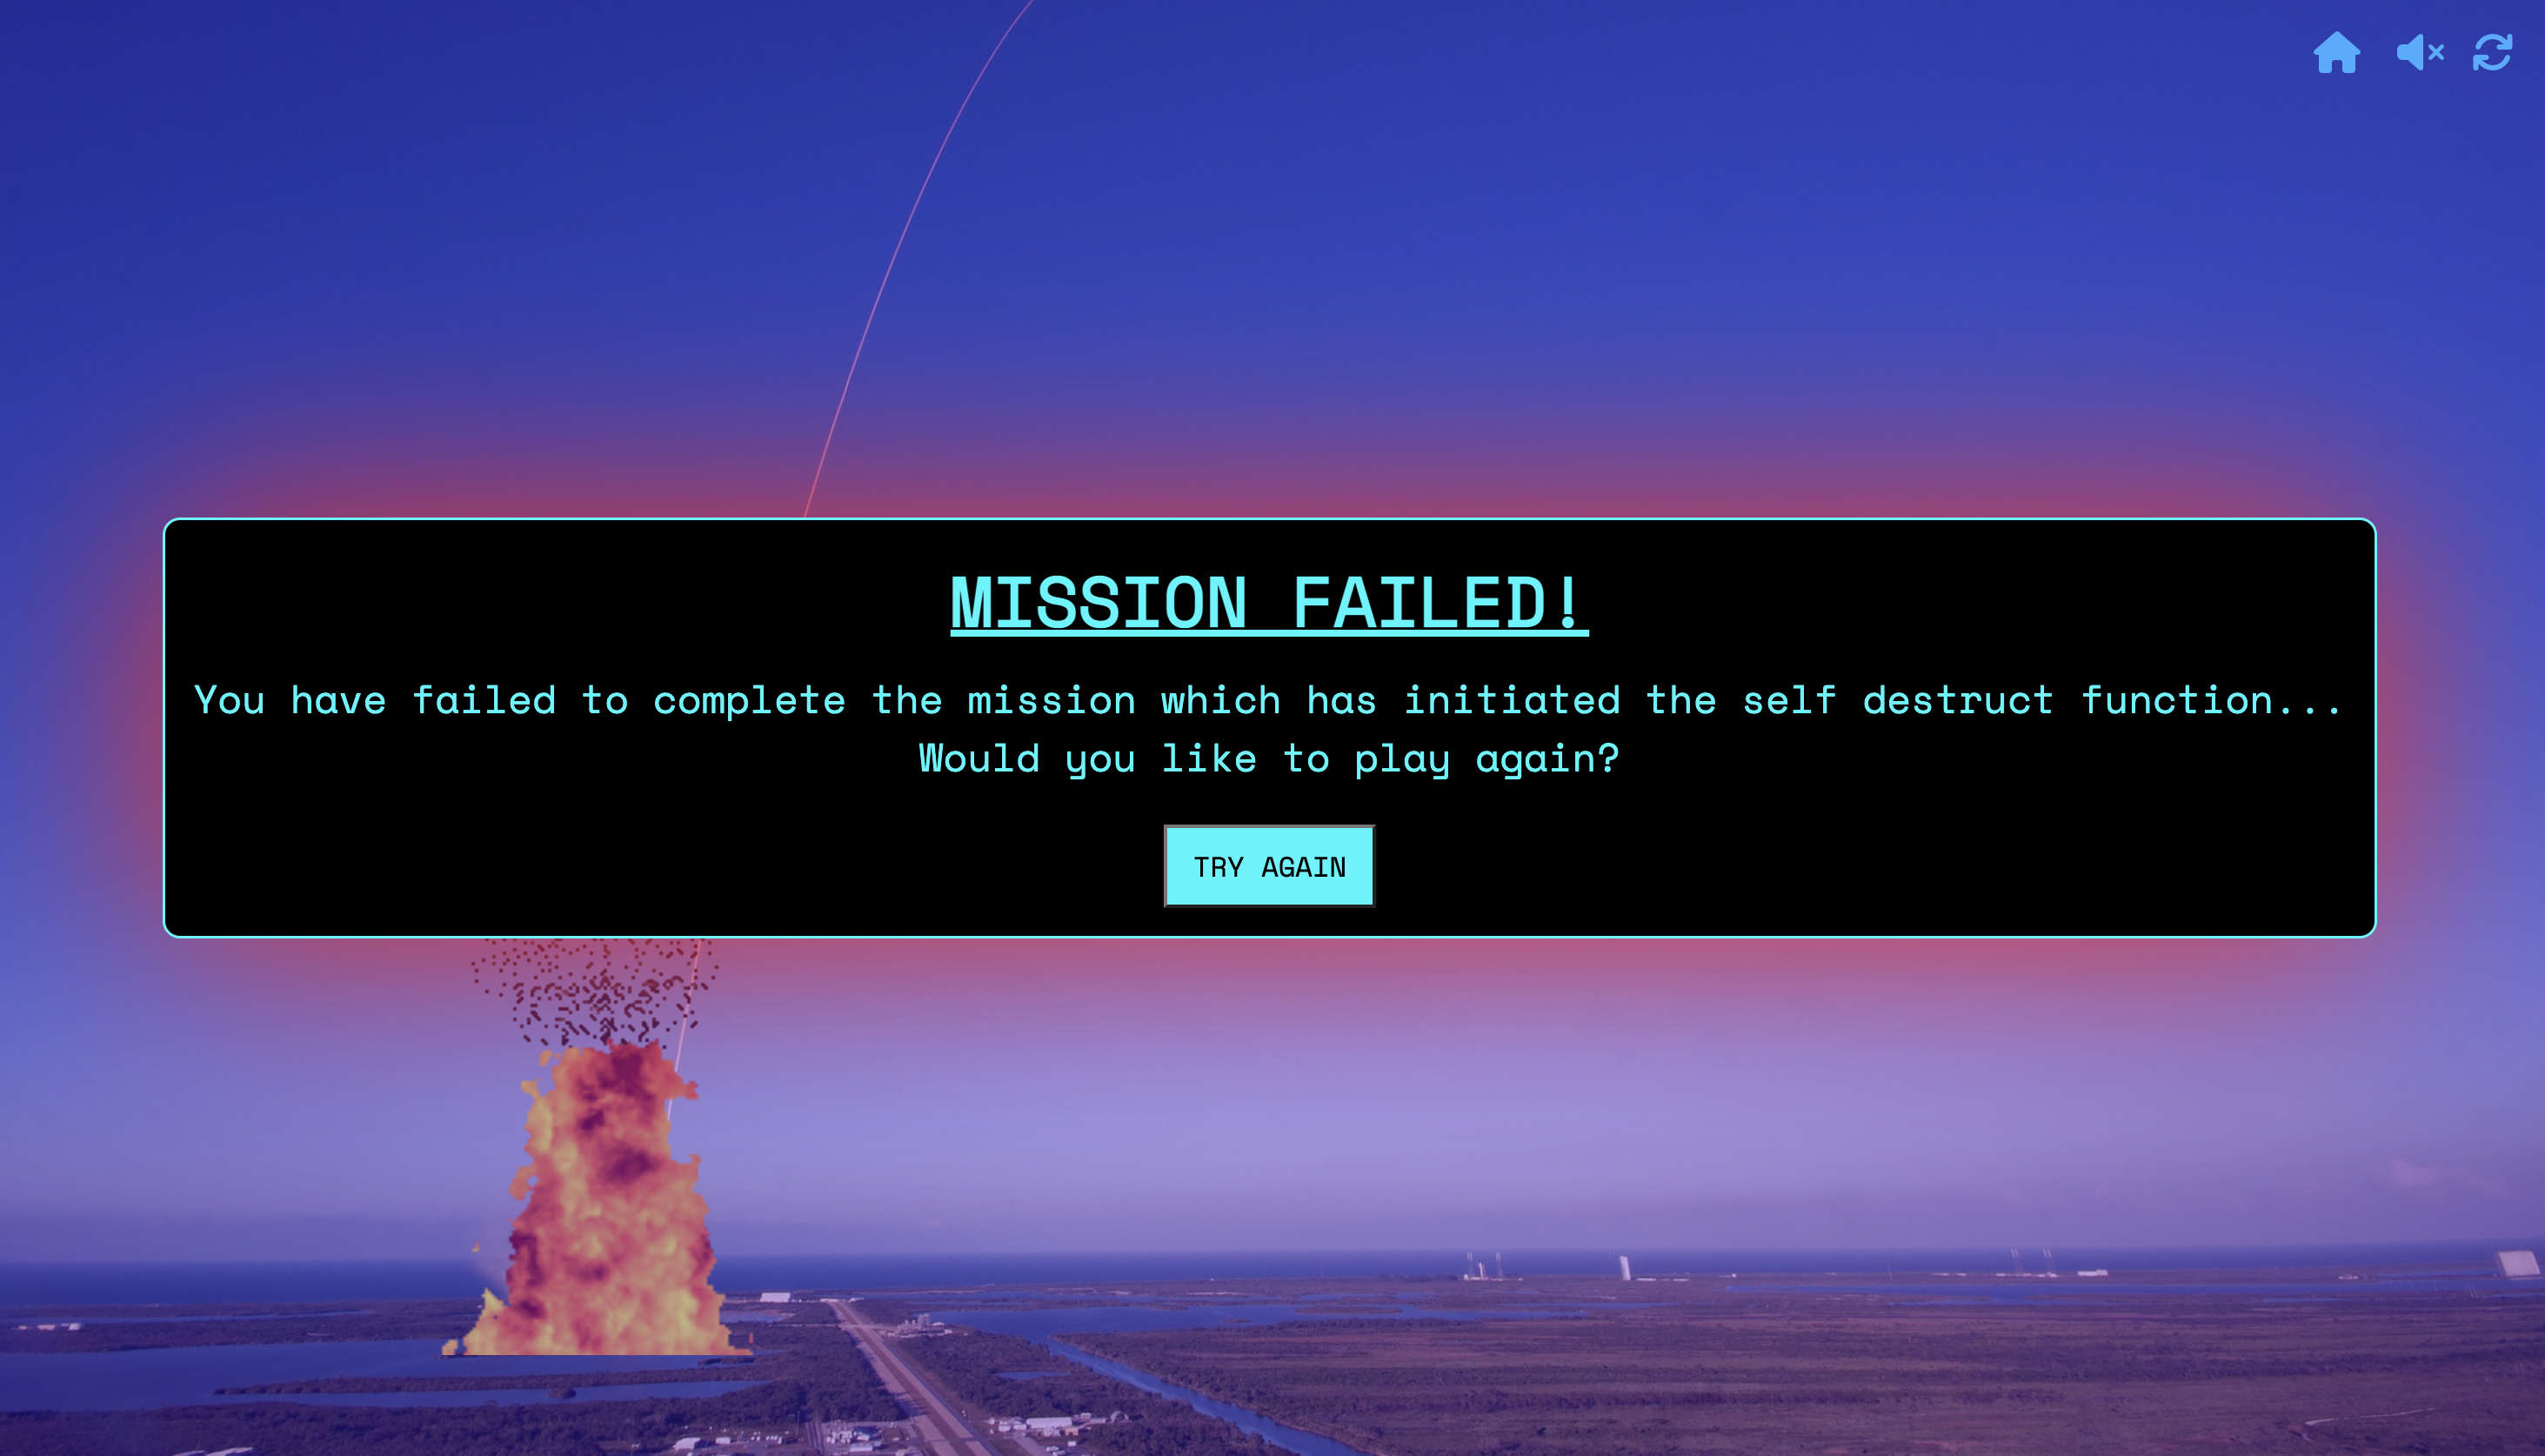 MISSION FAILED!
You have failed to complete the mission which has initiated the self destruct function...
Would you like to play again?
TRY AGAIN